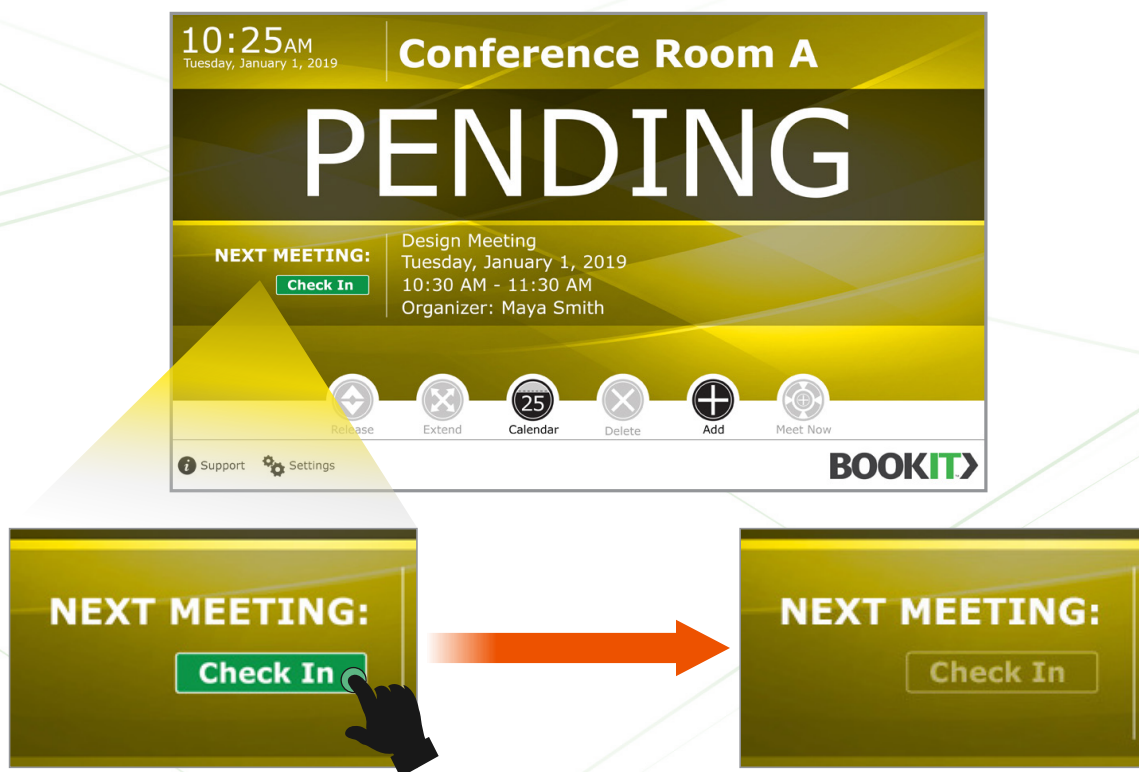 10:25AM
Tuesday, January 1, 2019
Conference Room A
PENDING
NEXT MEETING:
Check In
Design Meeting
Tuesday, January 1, 2019
10:30 AM - 11:30 AM
Organizer: Maya Smith
25
Release
Extend
Calendar
Delete
Add
Meet Now
i Support
Settings
BOOKIT
NEXT MEETING:
Check In
NEXT MEETING:
Check In